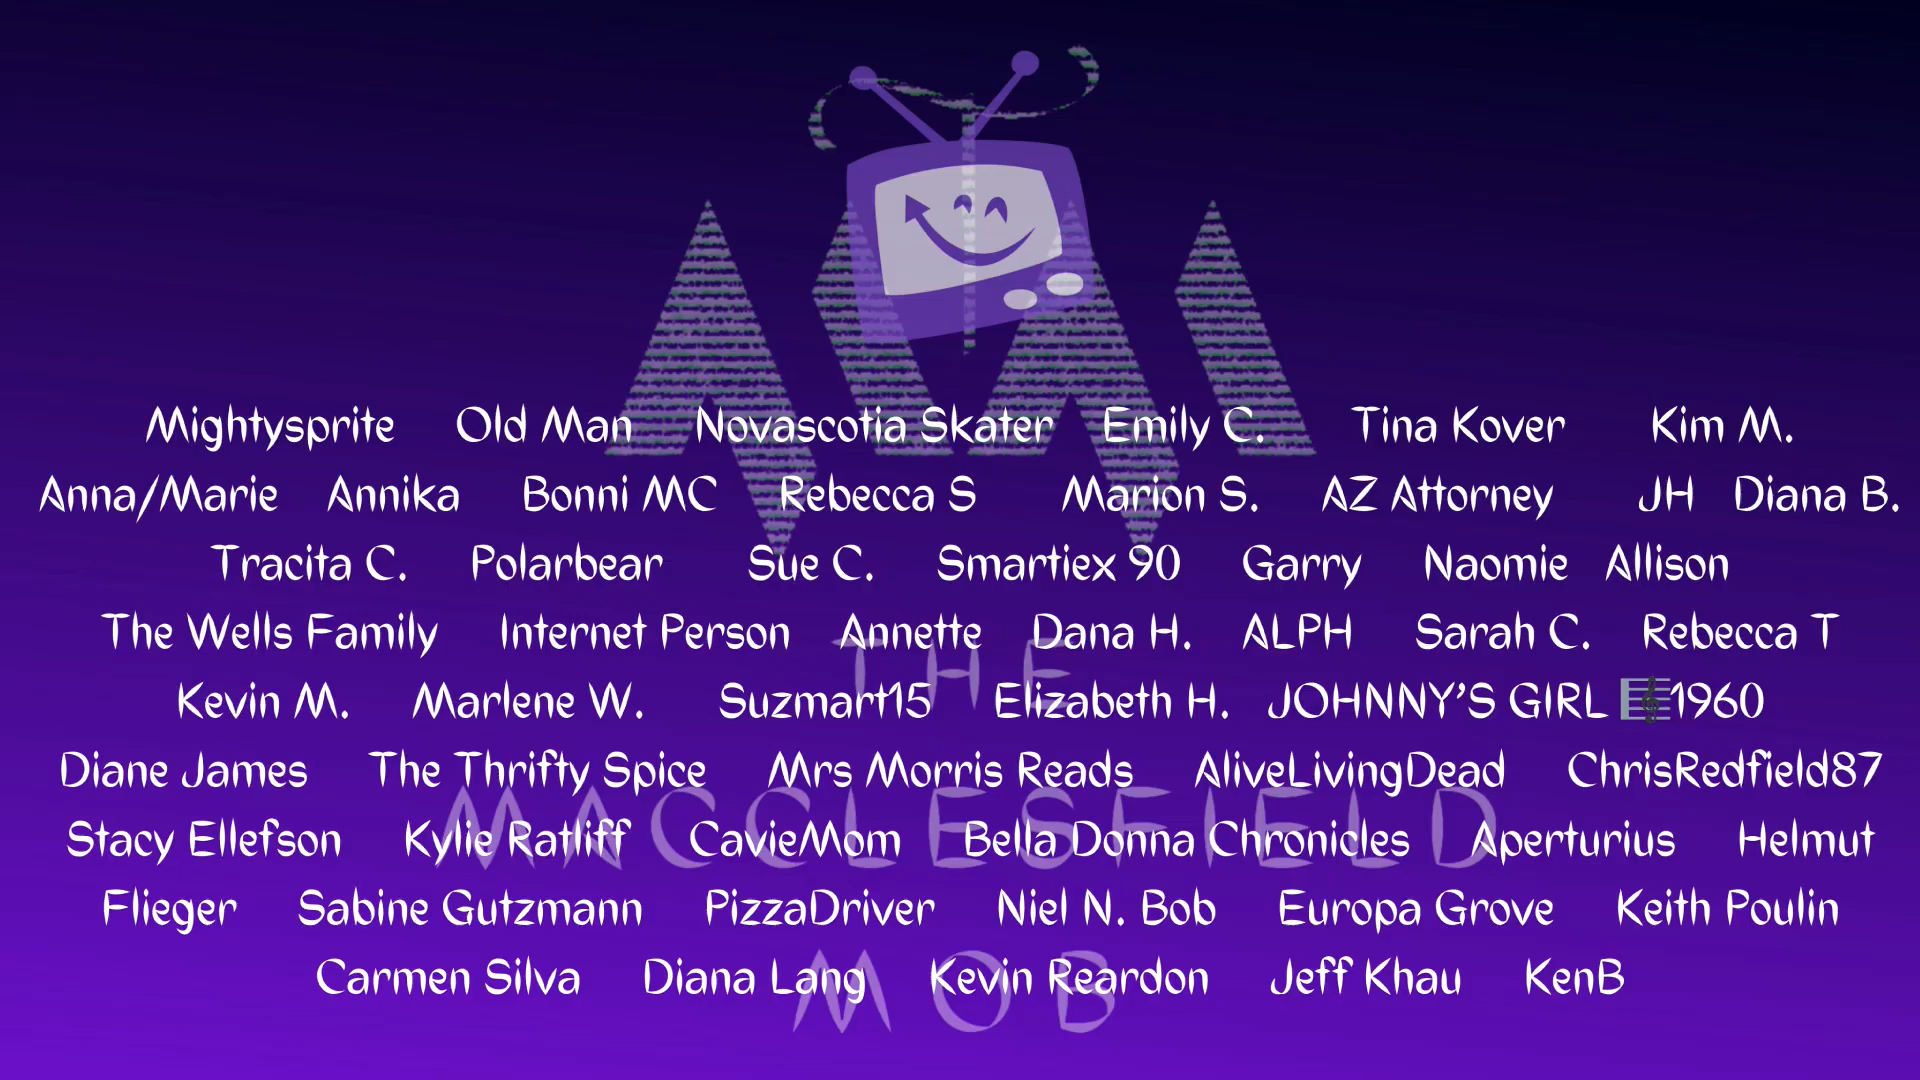 Mightysprite Old Man Novascotia Skater Emily C. Tina Kover Kim M.
Anna/Marie Annika Bonni MC Rebecca S Marion S. AZ Attorney JH Diana B.
Tracita C. Polarbear Sue C. Smartiex 90 Garry Naomie Allison
The Wells Family Internet Person Annette Dana H. ALPH Sarah C. Rebecca T
THE
Kevin M. Marlene W. Suzmart15 Elizabeth H. JOHNNY'S GIRL 🎼1960
Diane James The Thrifty Spice Mrs Morris Reads AliveLivingDead ChrisRedfield87
MACCLESFIELD
Stacy Ellefson Kylie Ratliff CavieMom Bella Donna Chronicles Aperturius Helmut
Flieger Sabine Gutzmann PizzaDriver Niel N. Bob Europa Grove Keith Poulin
Carmen Silva Diana Lang Kevin Reardon Jeff Khau KenB
MOB